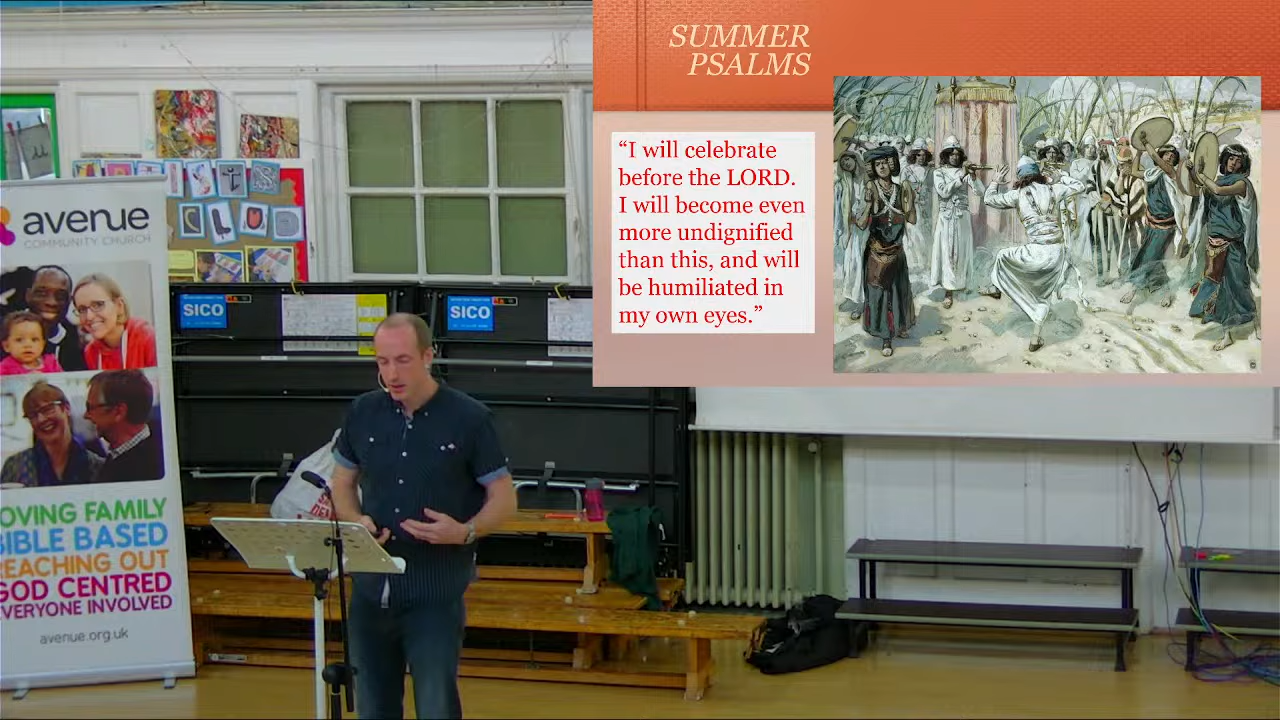 SUMMER
PSALMS
“I will celebrate
before the LORD.
I will become even
more undignified
than this, and will
be humiliated in
my own eyes.”
avenue
COMMUNITY CHURCH
OVING FAMILY
BIBLE BASED
REACHING OUT
GOD CENTRED
EVERYONE INVOLVED
avenue.org.uk
SICO
SICO